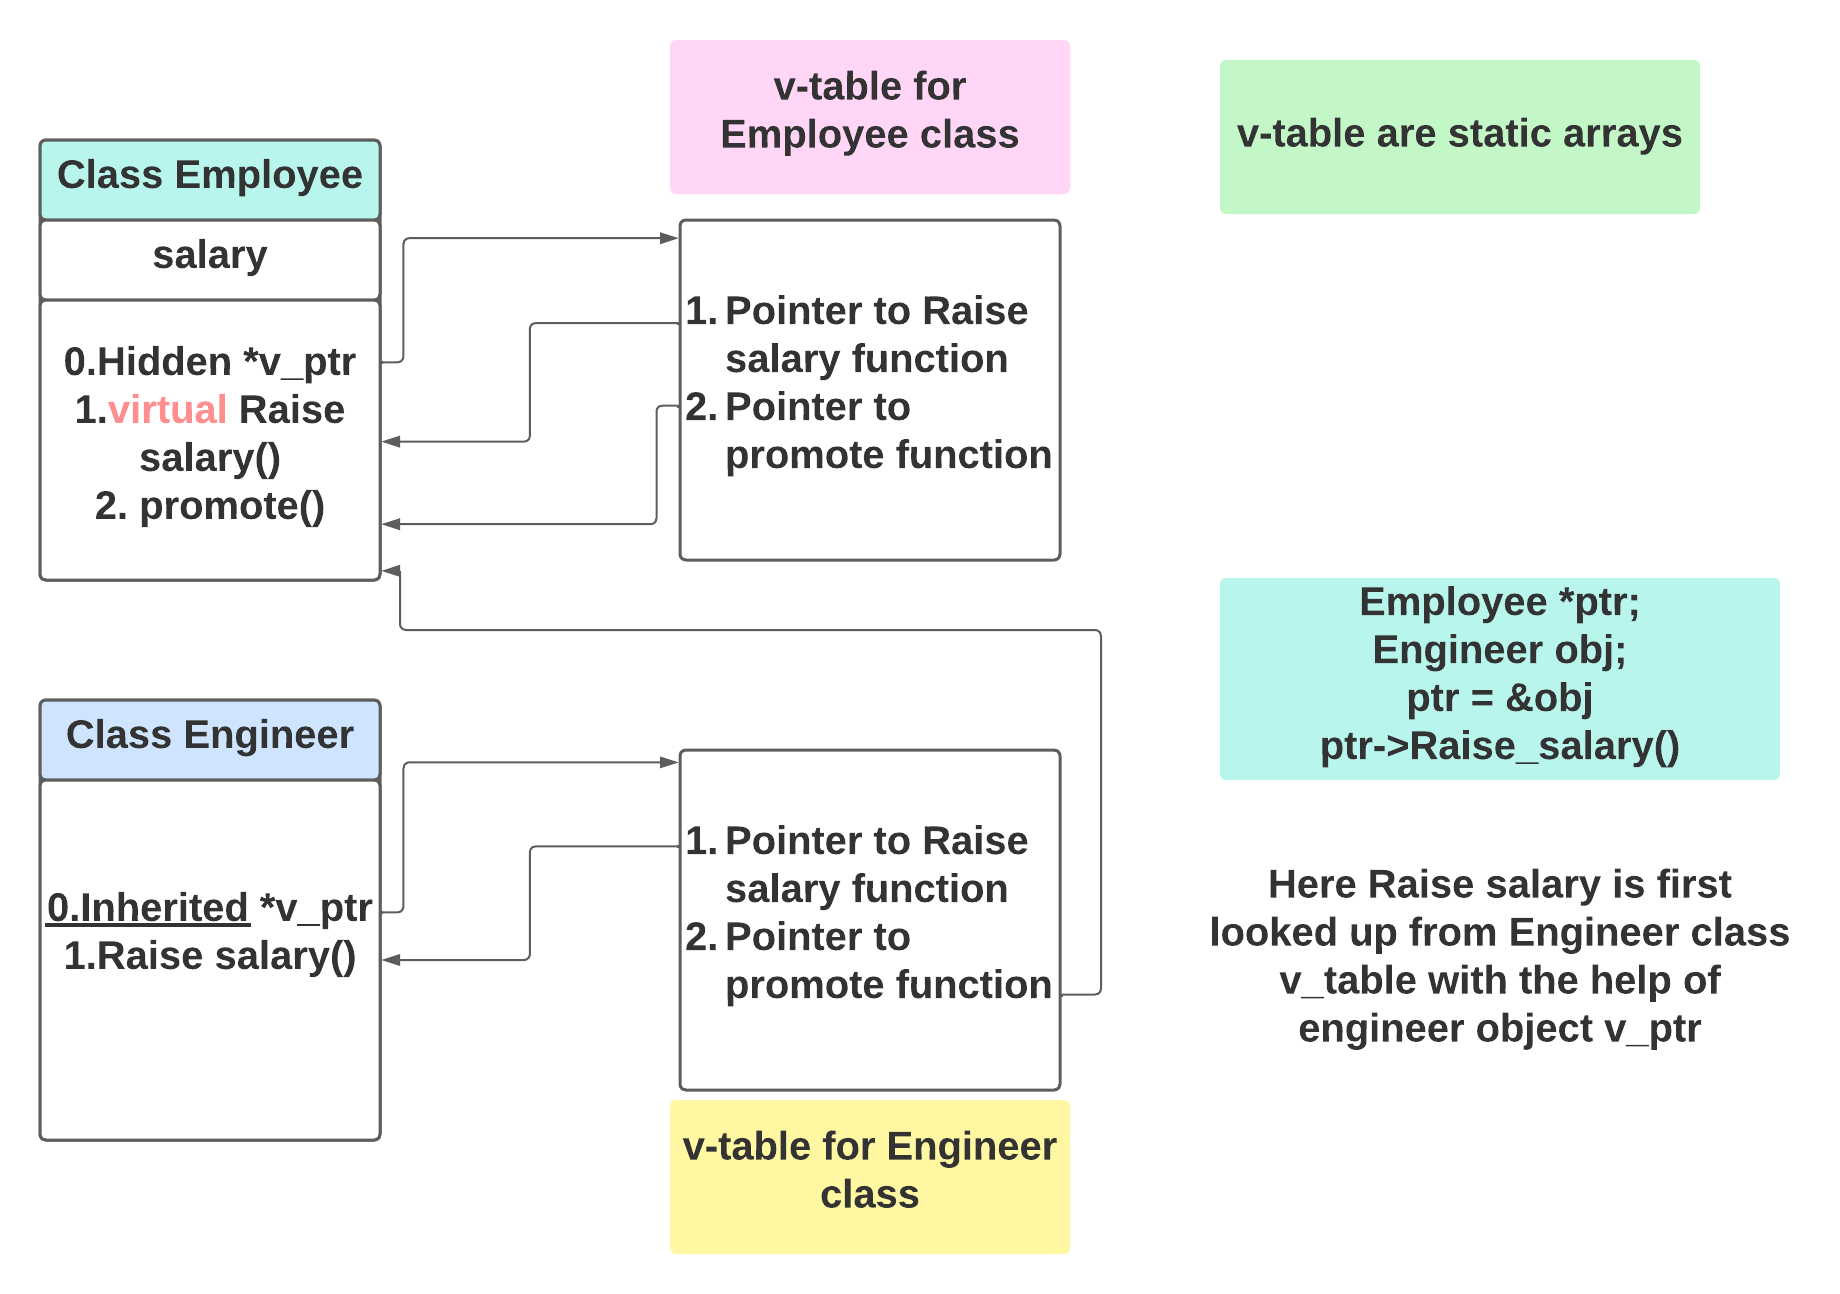 v-table for
Employee class
v-table are static arrays
Class Employee
salary
0.Hidden *v_ptr
1.virtual Raise
salary()
2. promote()
1. Pointer to Raise
salary function
2. Pointer to
promote function
Employee *ptr;
Engineer obj;
ptr = &obj
ptr->Raise_salary()
Class Engineer
0.Inherited *v_ptr
1.Raise salary()
1. Pointer to Raise
salary function
2. Pointer to
promote function
Here Raise salary is first
looked up from Engineer class
v_table with the help of
engineer object v_ptr
v-table for Engineer
class